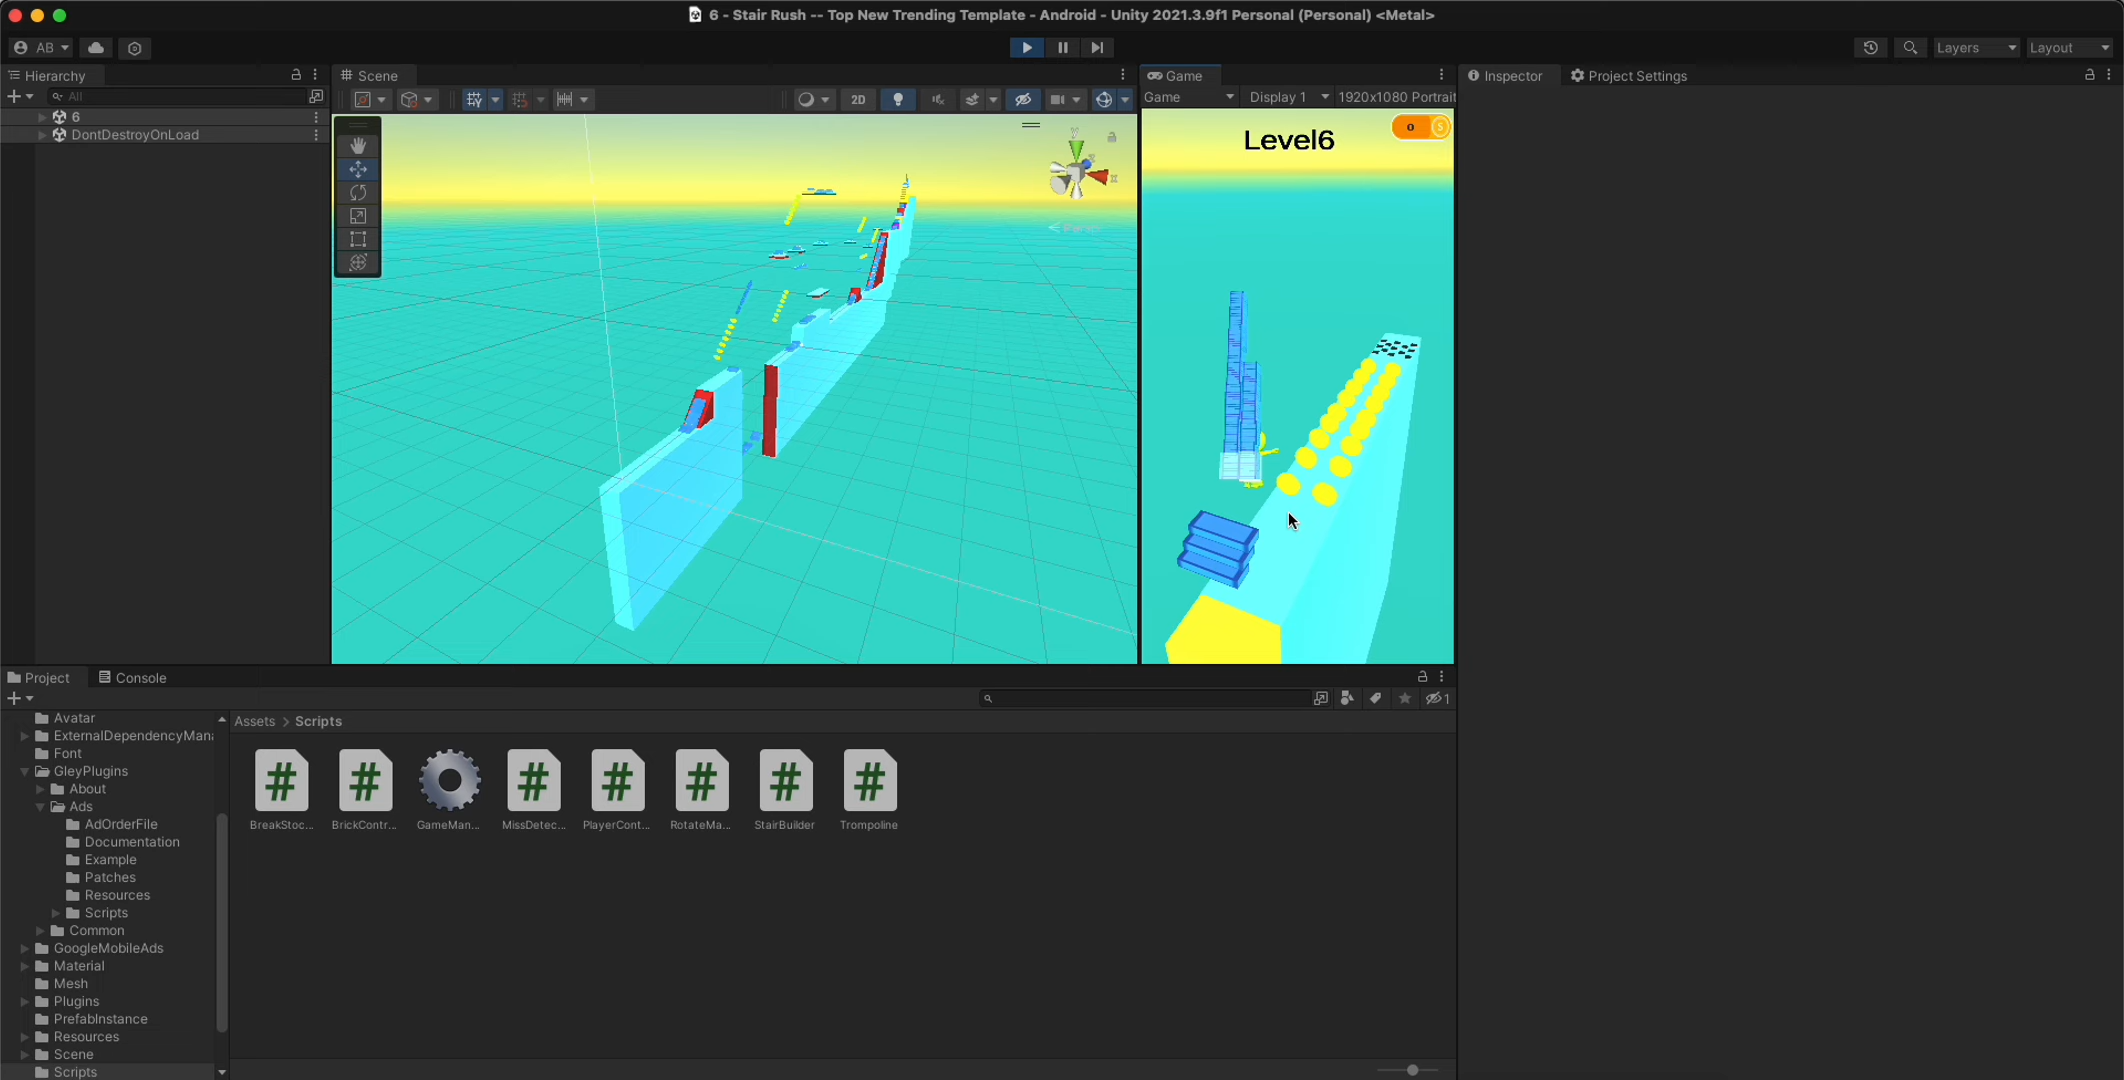 6 - Stair Rush -- Top New Trending Template - Android - Unity 2021.3.9f1 Personal (Personal) <Metal>
AB
Layers
Layout
Hierarchy
All
6
DontDestroyOnLoad
Scene
2D
y
x
Game
Game
Display 1
1920x1080 Portrait
Level6
0
Inspector
Project Settings
Project
Console
1
Avatar
ExternalDependencyMana
Font
GleyPlugins
About
Ads
AdOrderFile
Documentation
Example
Patches
Resources
Scripts
Common
GoogleMobileAds
Material
Mesh
Plugins
PrefabInstance
Resources
Scene
Scripts
Assets > Scripts
BreakStoc...
BrickContr...
GameMan...
MissDetec...
PlayerCont...
RotateMa...
StairBuilder
Trompoline